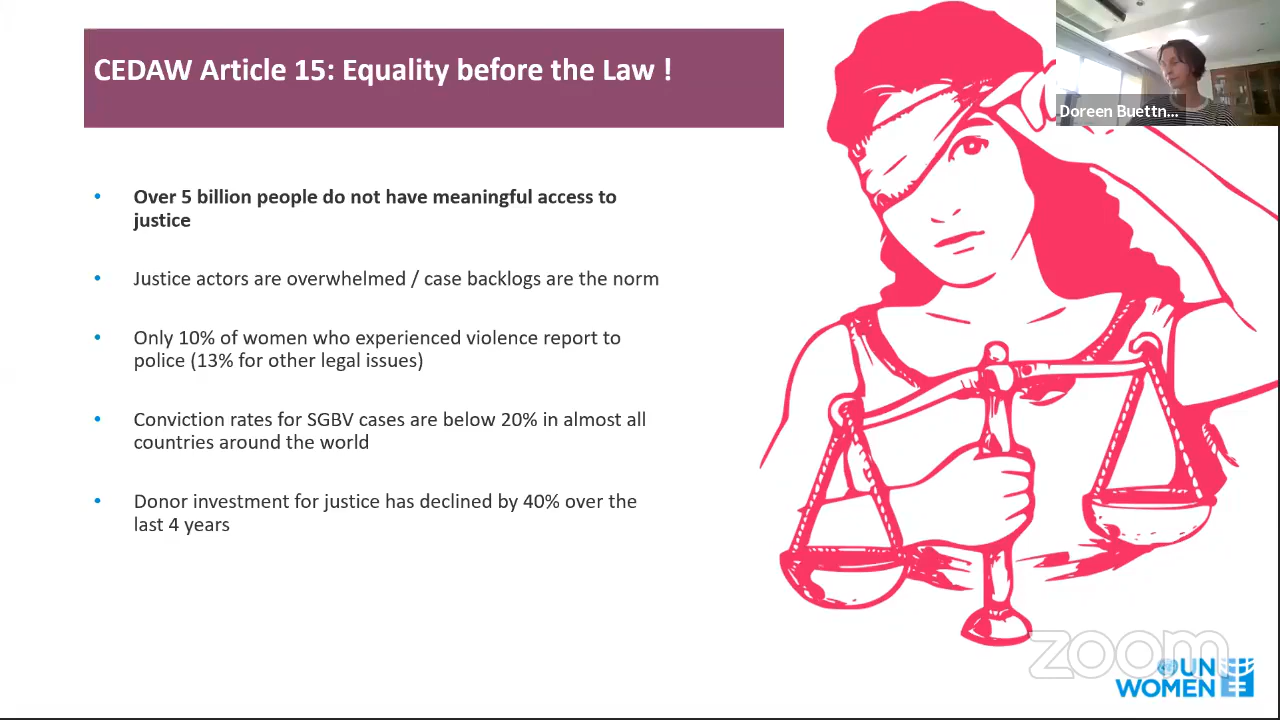 CEDAW Article 15: Equality before the Law !
Doreen Buettn...
• Over 5 billion people do not have meaningful access to
justice
• Justice actors are overwhelmed / case backlogs are the norm
• Only 10% of women who experienced violence report to
police (13% for other legal issues)
• Conviction rates for SGBV cases are below 20% in almost all
countries around the world
• Donor investment for justice has declined by 40% over the
last 4 years
zoom
UN
WOMEN